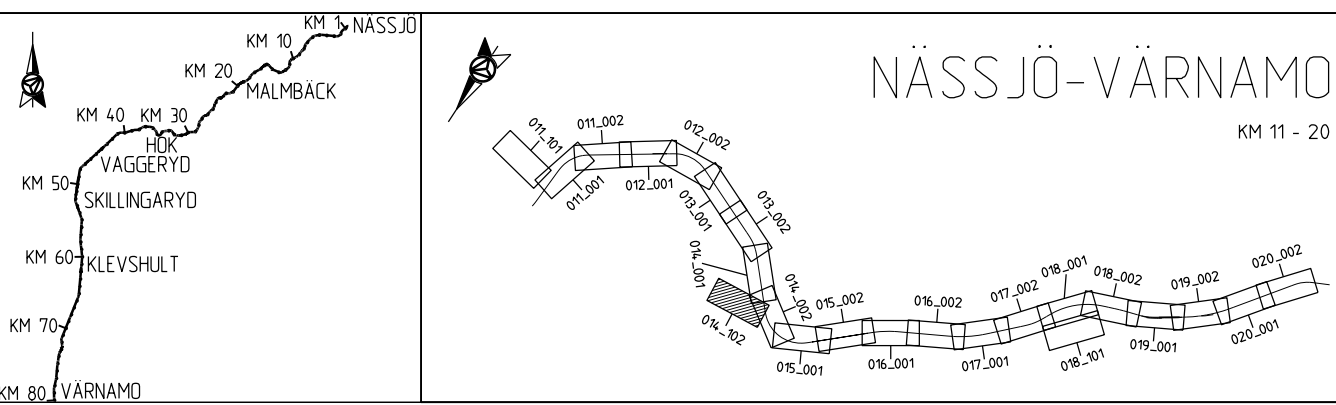 KM 1
NÄSSJÖ
KM 10
KM 20
MALMBÄCK
KM 40
KM 30
HOK
VAGGERYD
KM 50
SKILLINGARYD
KM 60
KLEVSHULT
KM 70
KM 80
VÄRNAMO
NÄSSJÖ-VÄRNAMO
KM 11 - 20
011_101
011_002
012_002
011_001
012_001
013_001
013_002
014_001
014_002
014_102
015_002
016_002
017_002
018_001
018_002
019_002
020_002
015_001
016_001
017_001
018_101
019_001
020_001